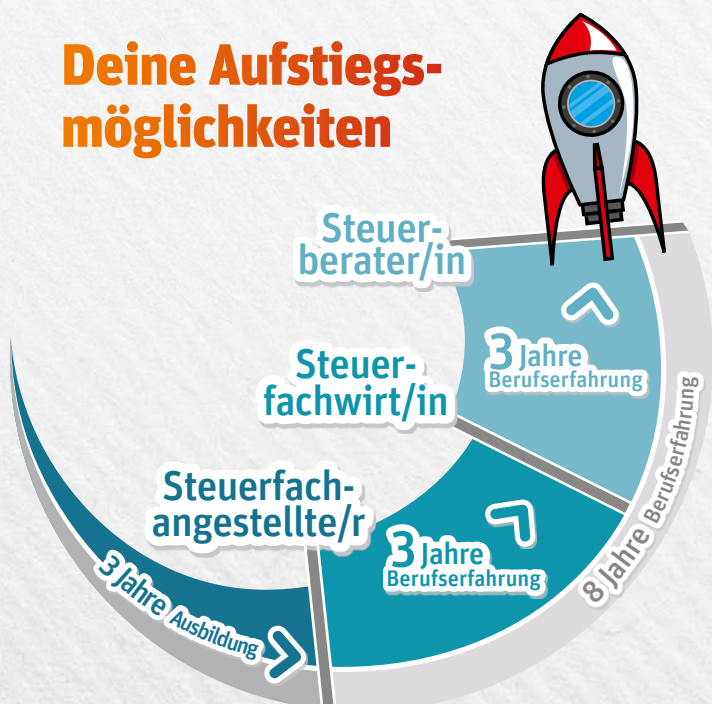 Deine Aufstiegs-
möglichkeiten
Steuer-
berater/in
3 Jahre
Berufserfahrung
Steuer-
fachwirt/in
8 Jahre Berufserfahrung
Steuerfach-
angestellte/r
3 Jahre
Berufserfahrung
3 Jahre Ausbildung